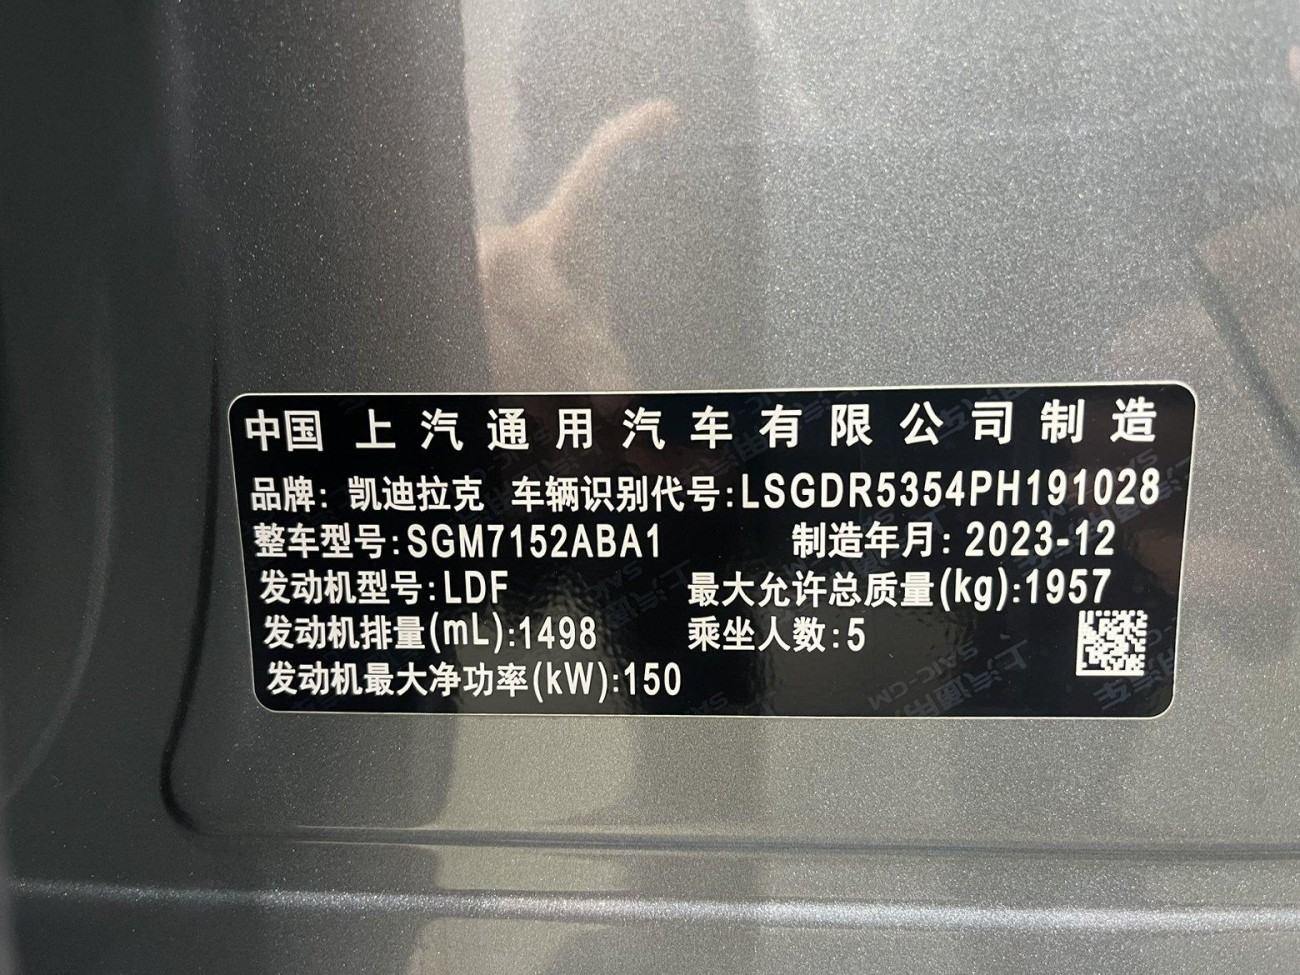 中国 上汽通用汽车有限公司制造
品牌: 凯迪拉克 车辆识别代号:LSGDR5354PH191028
整车型号:SGM7152ABA1 制造年月: 2023-12
发动机型号:LDF 最大允许总质量(kg):1957
发动机排量(mL):1498 乘坐人数:5
发动机最大净功率(kW):150